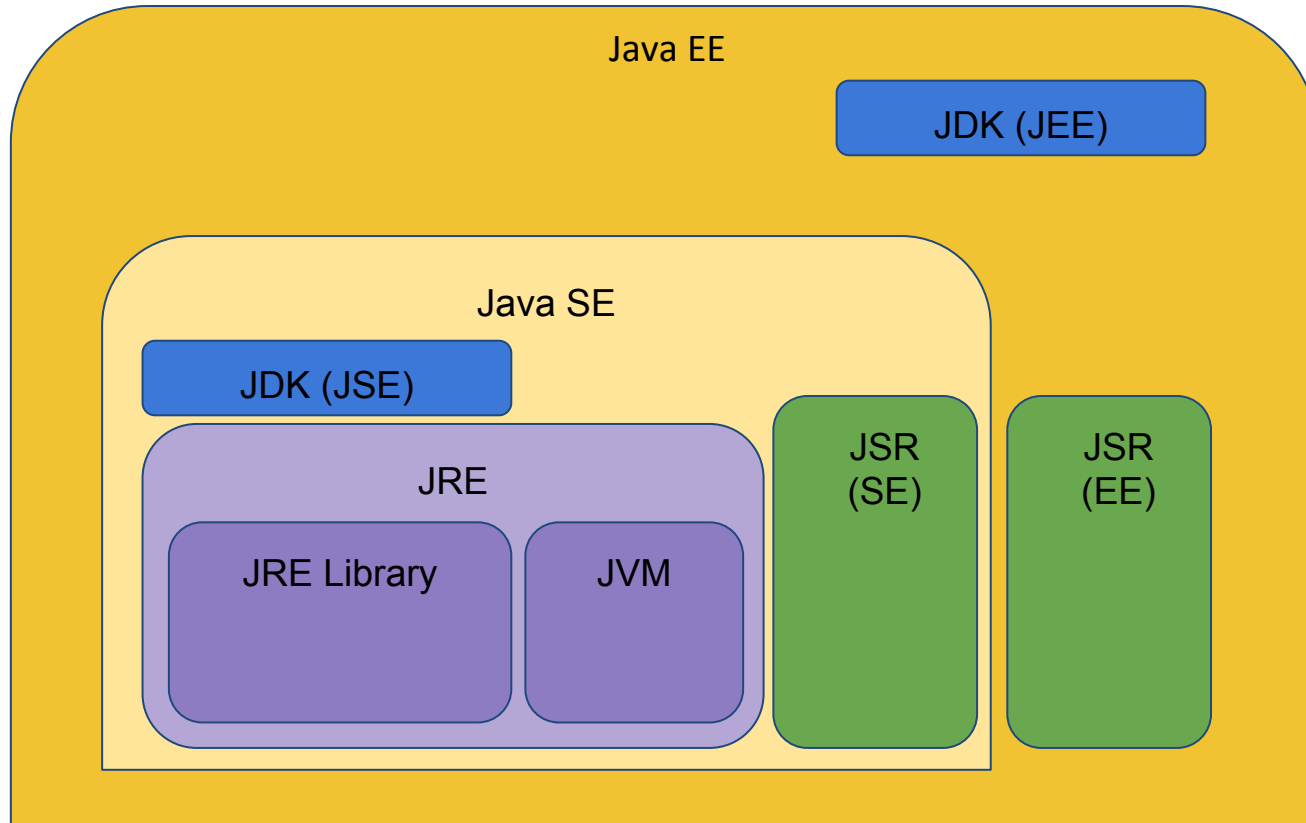 Java EE
JDK (JEE)
Java SE
JDK (JSE)
JRE
JRE Library
JVM
JSR
(SE)
JSR
(EE)